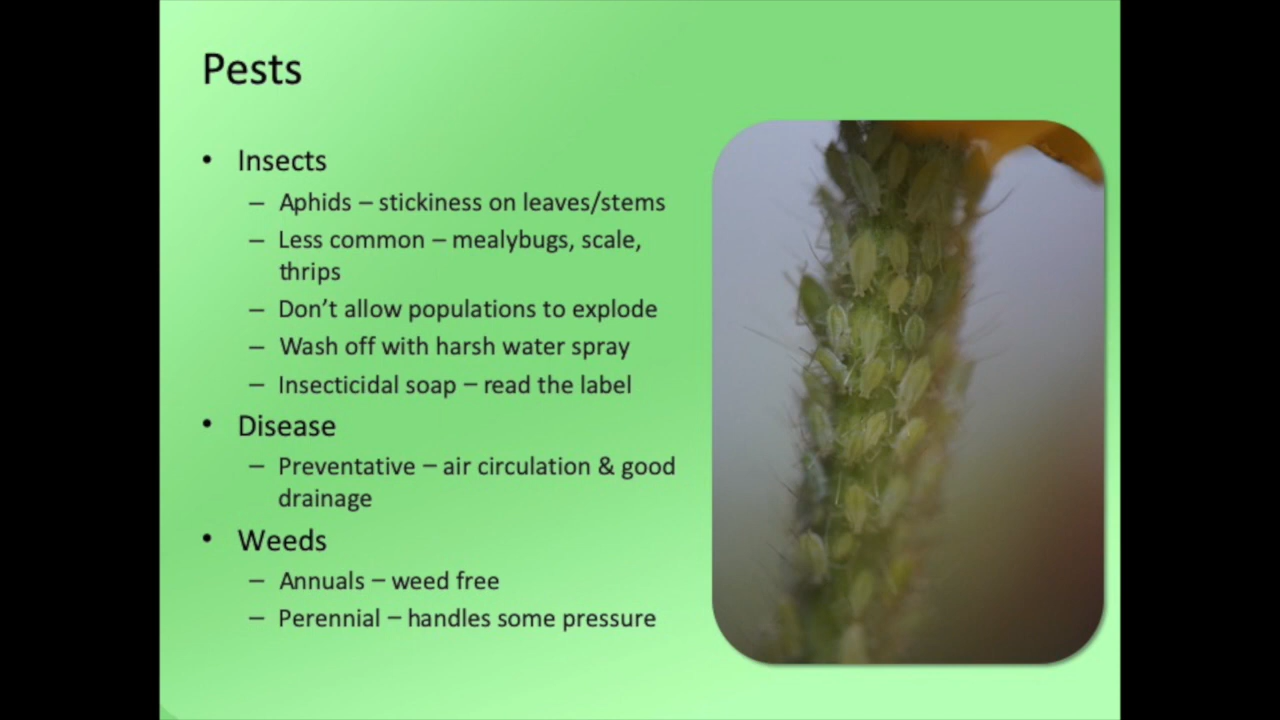 Pests
• Insects
– Aphids – stickiness on leaves/stems
– Less common – mealybugs, scale,
thrips
– Don’t allow populations to explode
– Wash off with harsh water spray
– Insecticidal soap – read the label
• Disease
– Preventative – air circulation & good
drainage
• Weeds
– Annuals – weed free
– Perennial – handles some pressure